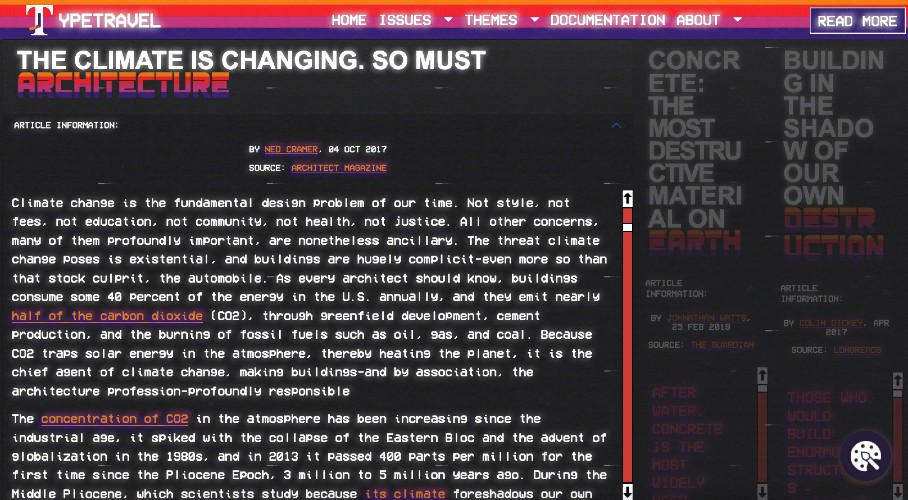 TYPETRAVEL
HOME ISSUES THEMES DOCUMENTATION ABOUT
READ MORE
THE CLIMATE IS CHANGING. SO MUST
ARCHITECTURE
ARTICLE INFORMATION:
BY NED CRAMER, 04 OCT 2017
SOURCE: ARCHITECT MAGAZINE
Climate change is the fundamental design problem of our time. Not style, not
fees, not education, not community, not health, not justice. All other concerns,
many of them profoundly important, are nonetheless ancillary. The threat climate
change poses is existential, and buildings are hugely complicit-even more so than
that stock culprit, the automobile. As every architect should know, buildings
consume some 40 percent of the energy in the U.S. annually, and they emit nearly
half of the carbon dioxide (CO2), through greenfield development, cement
production, and the burning of fossil fuels such as oil, gas, and coal. Because
CO2 traps solar energy in the atmosphere, thereby heating the planet, it is the
chief agent of climate change, making buildings-and by association, the
architecture profession-profoundly responsible
The concentration of CO2 in the atmosphere has been increasing since the
industrial age, it spiked with the collapse of the Eastern Bloc and the advent of
globalization in the 1980s, and in 2013 it passed 400 parts per million for the
first time since the Pliocene Epoch, 3 million to 5 million years ago. During the
Middle Pliocene, which scientists study because its climate foreshadows our own
CONCR
ETE:
THE
MOST
DESTRU
CTIVE
MATERI
AL ON
EARTH
ARTICLE
INFORMATION:
BY JONATHAN WATTS,
25 FEB 2019
SOURCE: THE GUARDIAN
AFTER
WATER,
CONCRETE
IS THE
MOST
WIDELY
BUILDIN
G IN
THE
SHADO
W OF
OUR
OWN
DESTR
UCTION
ARTICLE
INFORMATION:
BY COLIN DICKEY, APR
2017
SOURCE: LONGREADS
THOSE WHO
WOULD
BUILD